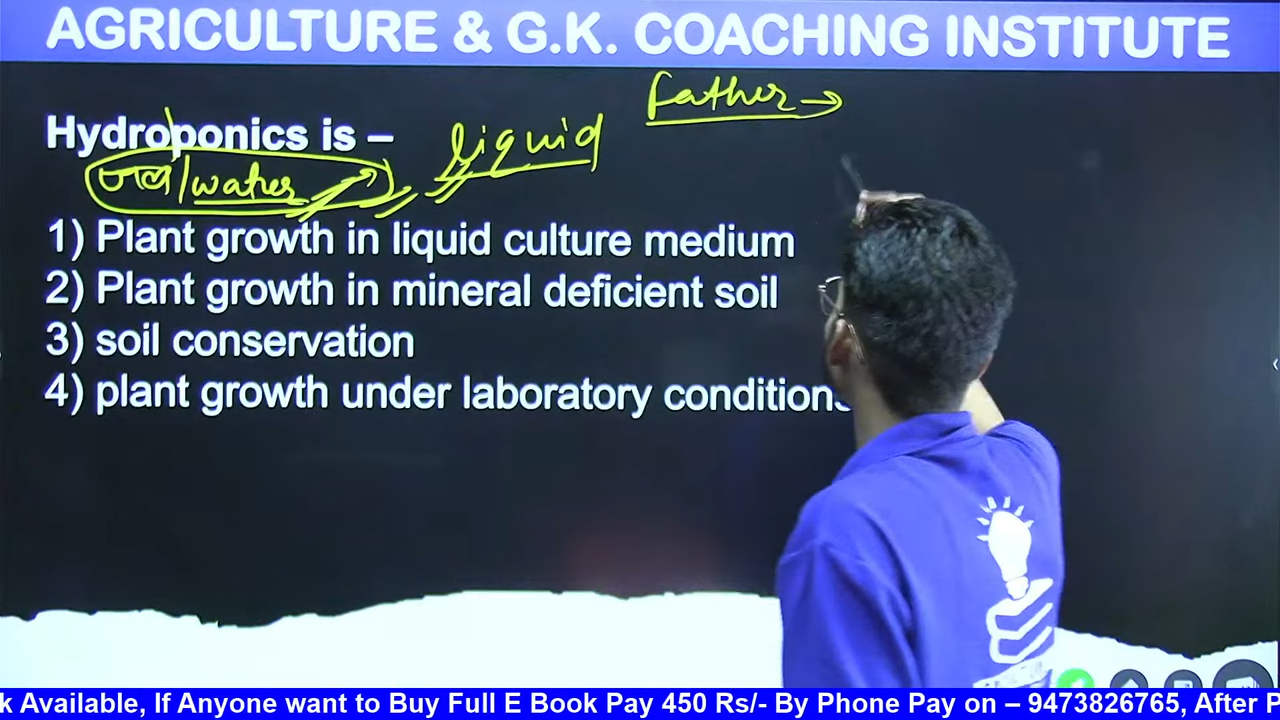 AGRICULTURE & G.K. COACHING INSTITUTE
Father
Hydroponics is –
liquid
जल/water
1) Plant growth in liquid culture medium
2) Plant growth in mineral deficient soil
3) soil conservation
4) plant growth under laboratory conditions
k Available, If Anyone want to Buy Full E Book Pay 450 Rs/- By Phone Pay on – 9473826765, After P